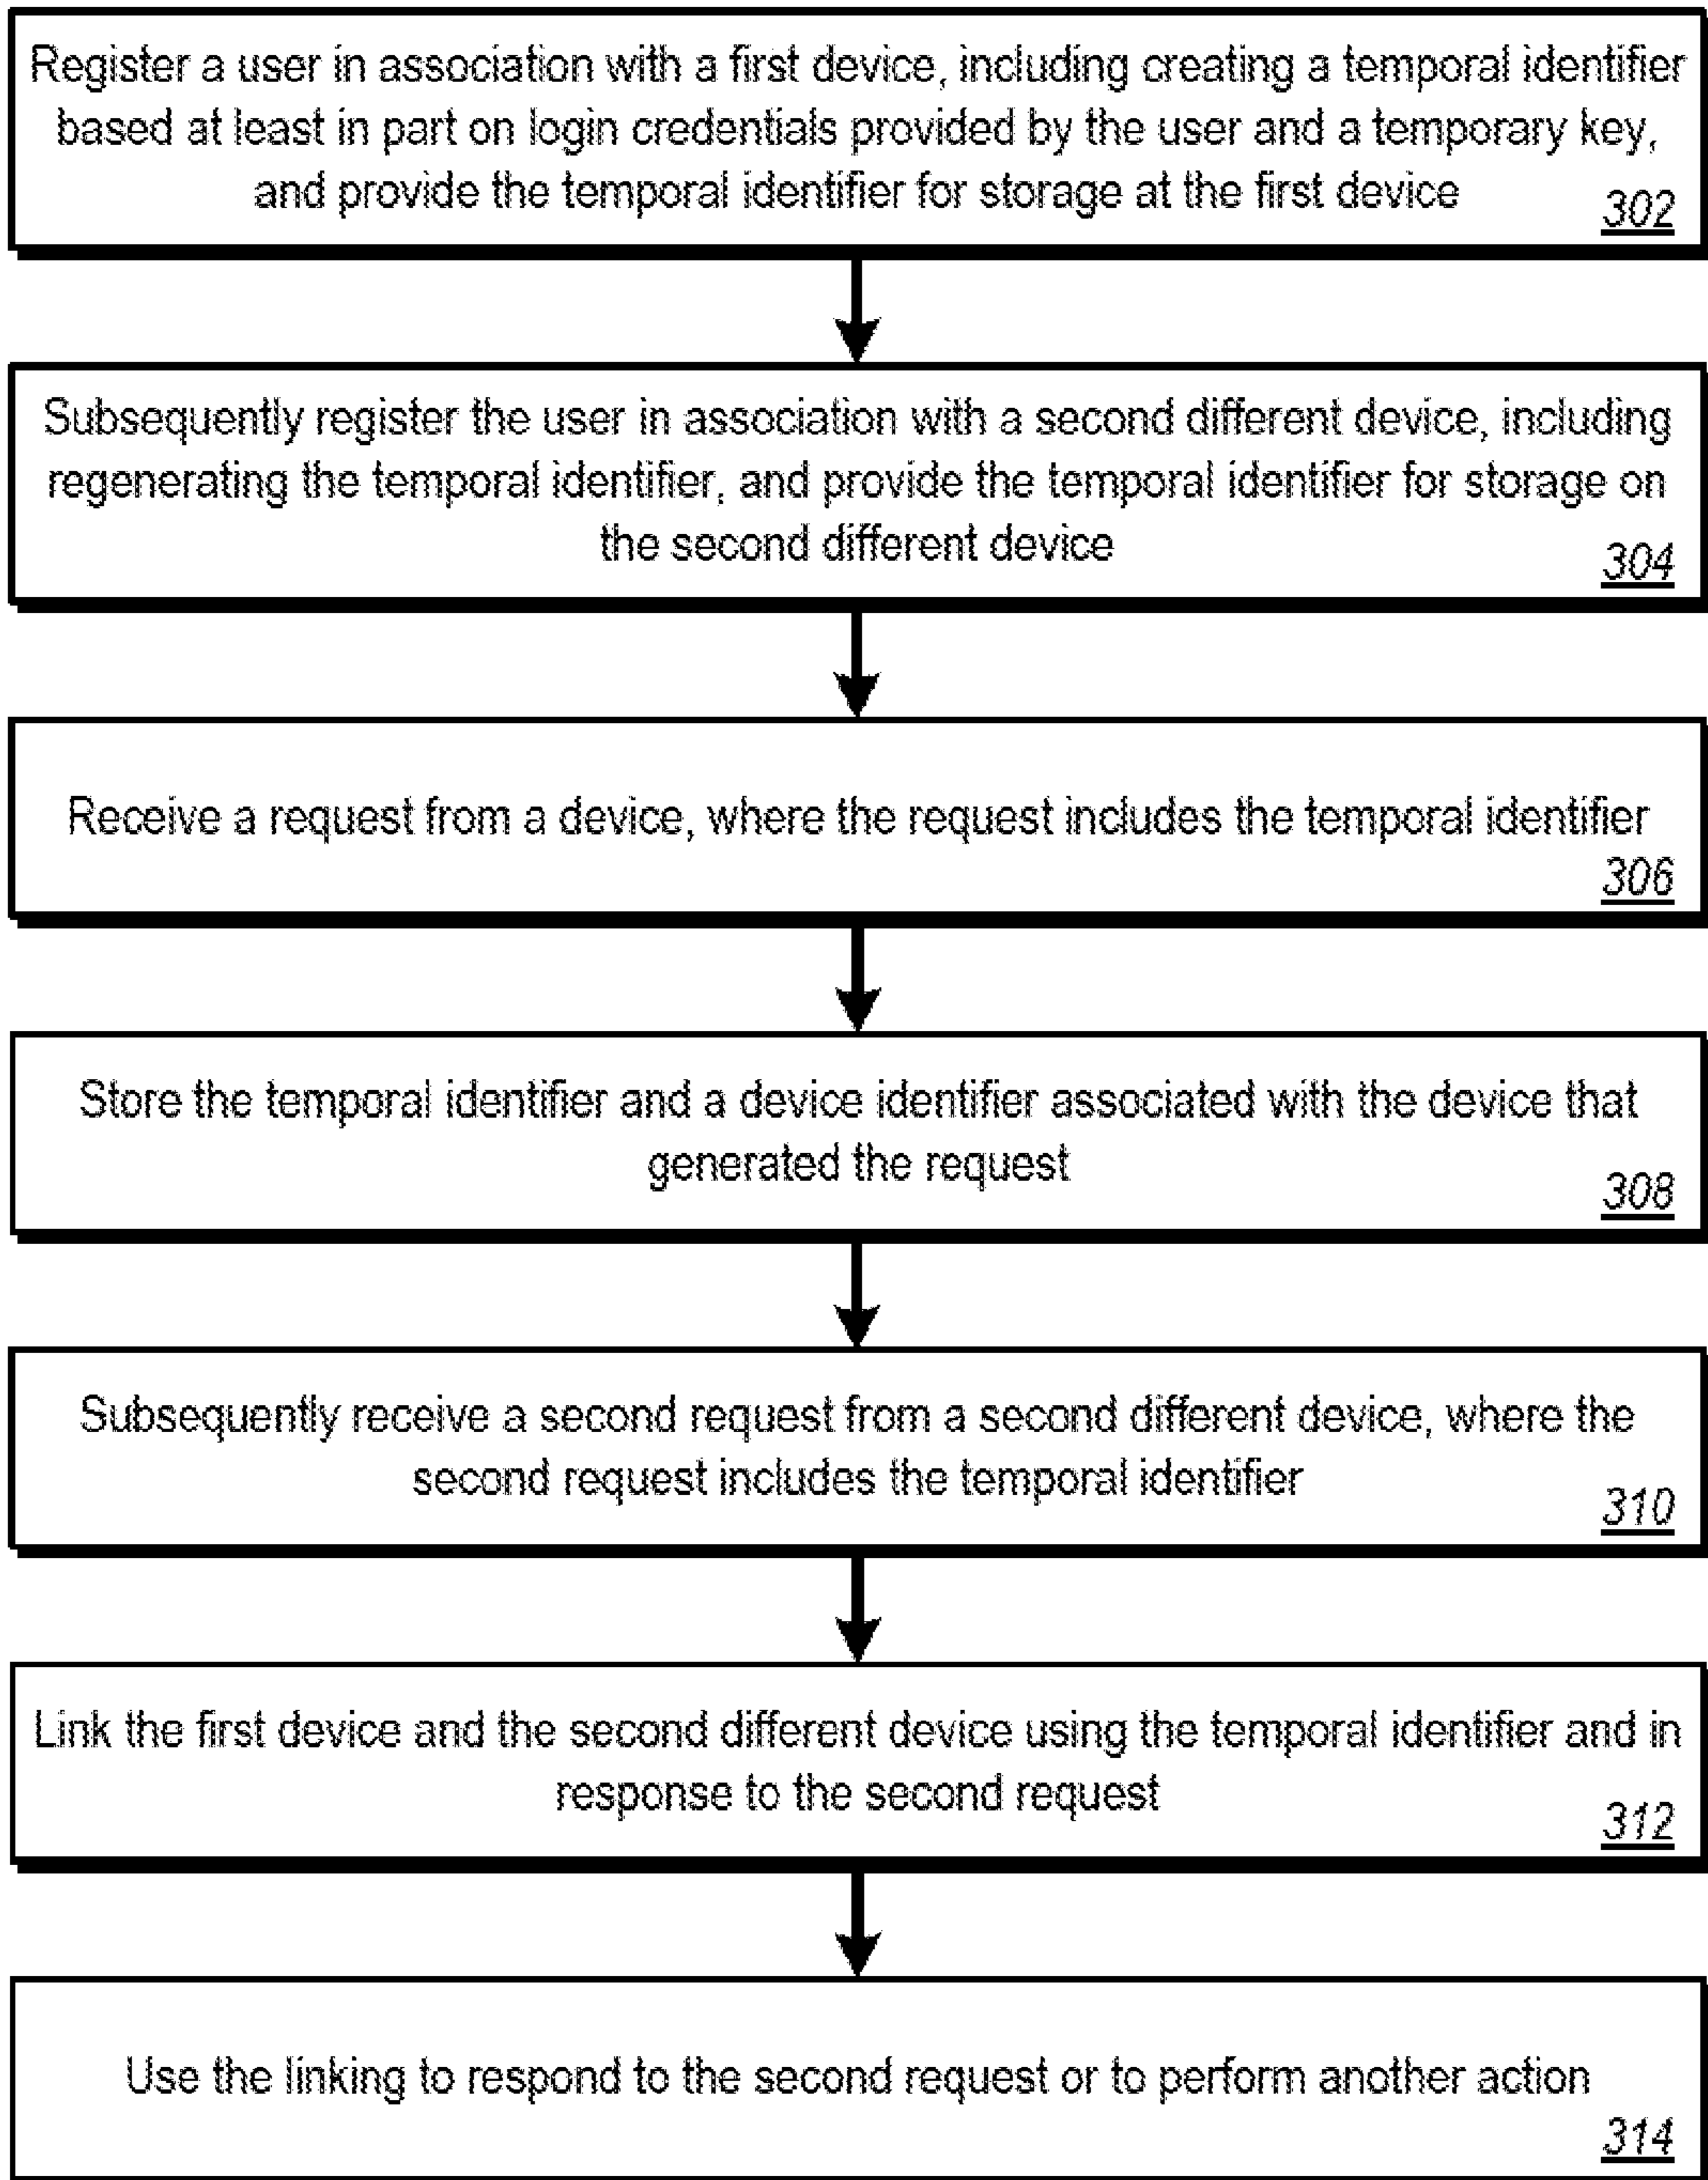 Register a user in association with a first device, including creating a temporal identifier
based at least in part on login credentials provided by the user and a temporary key,
and provide the temporal identifier for storage at the first device
302
Subsequently register the user in association with a second different device, including
regenerating the temporal identifier, and provide the temporal identifier for storage on
the second different device
304
Receive a request from a device, where the request includes the temporal identifier
306
Store the temporal identifier and a device identifier associated with the device that
generated the request
308
Subsequently receive a second request from a second different device, where the
second request includes the temporal identifier
310
Link the first device and the second different device using the temporal identifier and in
response to the second request
312
Use the linking to respond to the second request or to perform another action
314